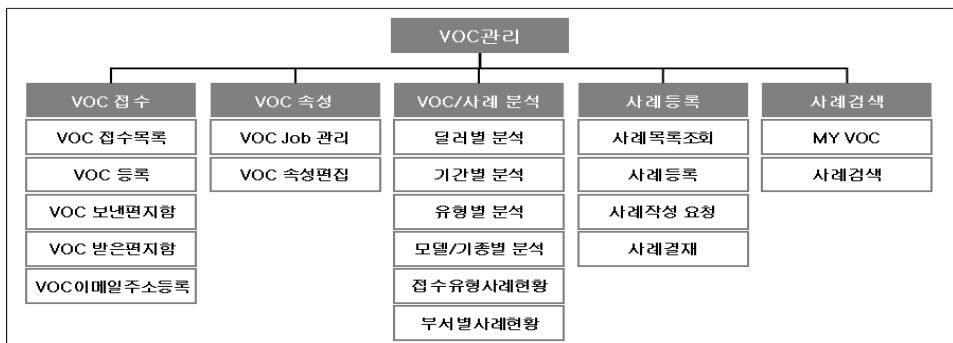 VOC관리
VOC 접수
VOC 접수목록
VOC 등록
VOC 보낸편지함
VOC 받은편지함
VOC이메일주소등록
VOC 속성
VOC Job 관리
VOC 속성편집
VOC/사례 분석
딜러별 분석
기간별 분석
유형별 분석
모델/기종별 분석
접수유형사례현황
부서별사례현황
사례등록
사례목록조회
사례등록
사례작성 요청
사례결재
사례검색
MY VOC
사례검색